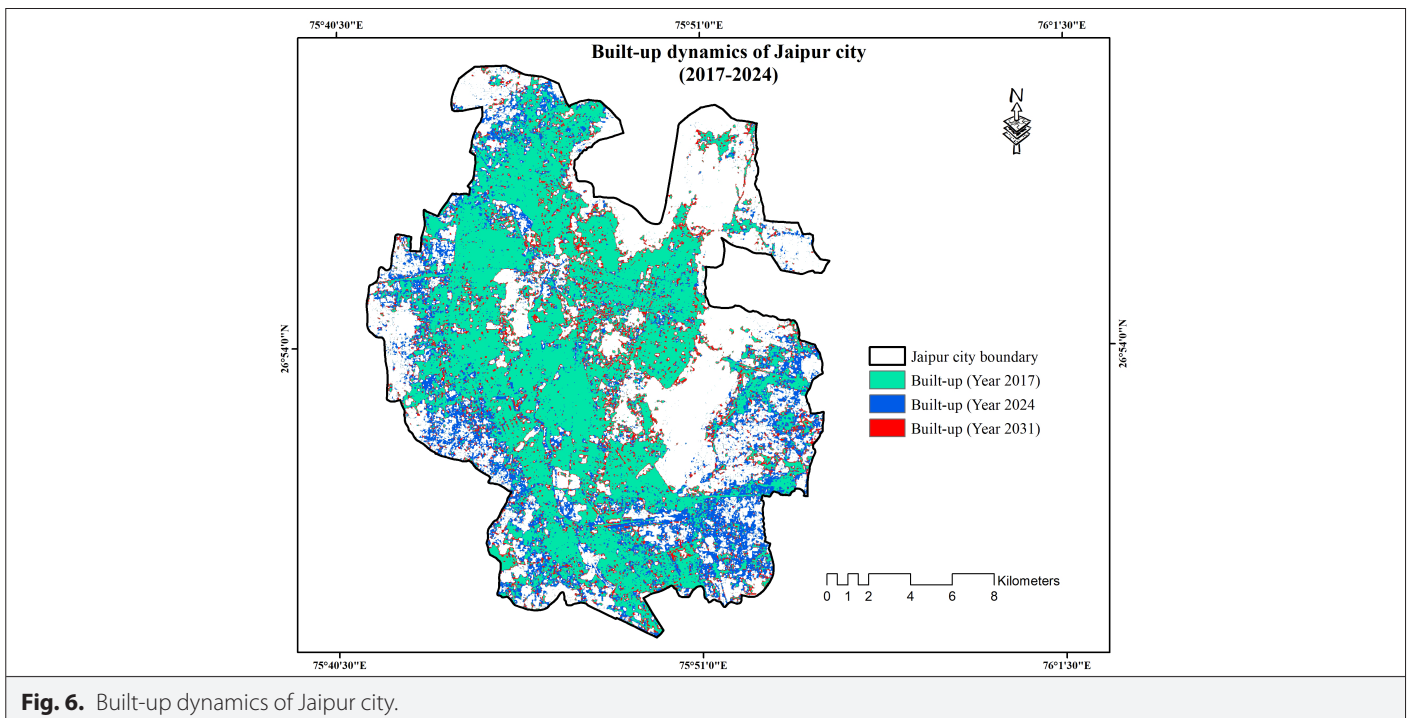 75°40'30"E 75°51'0"E 76°1'30"E
Built-up dynamics of Jaipur city
(2017-2024)
N
26°54'0"N
26°54'0"N
Jaipur city boundary
Built-up (Year 2017)
Built-up (Year 2024
Built-up (Year 2031)
Kilometers
0 1 2 4 6 8
75°40'30"E 75°51'0"E 76°1'30"E
Fig. 6. Built-up dynamics of Jaipur city.